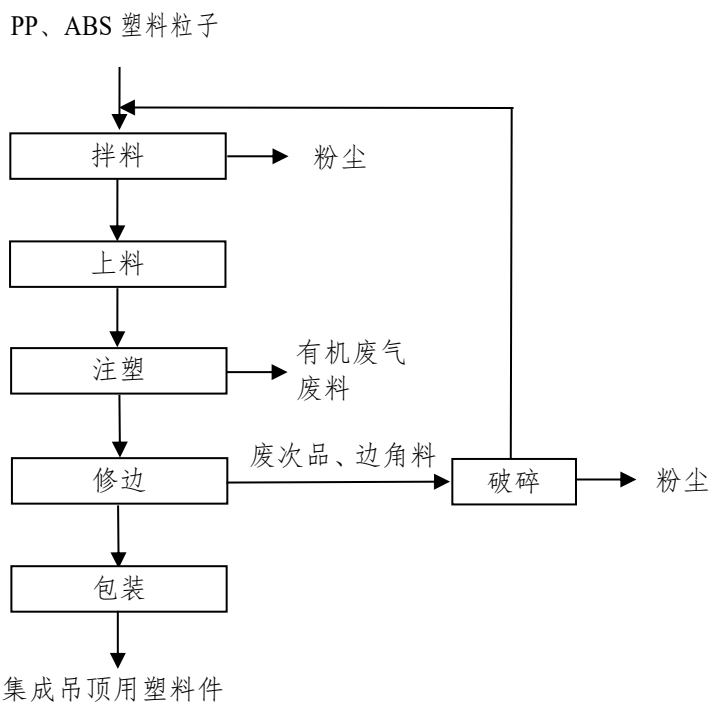 PP、ABS 塑料粒子
拌料
粉尘
上料
注塑
有机废气
废料
修边
废次品、边角料
破碎
粉尘
包装
集成吊顶用塑料件